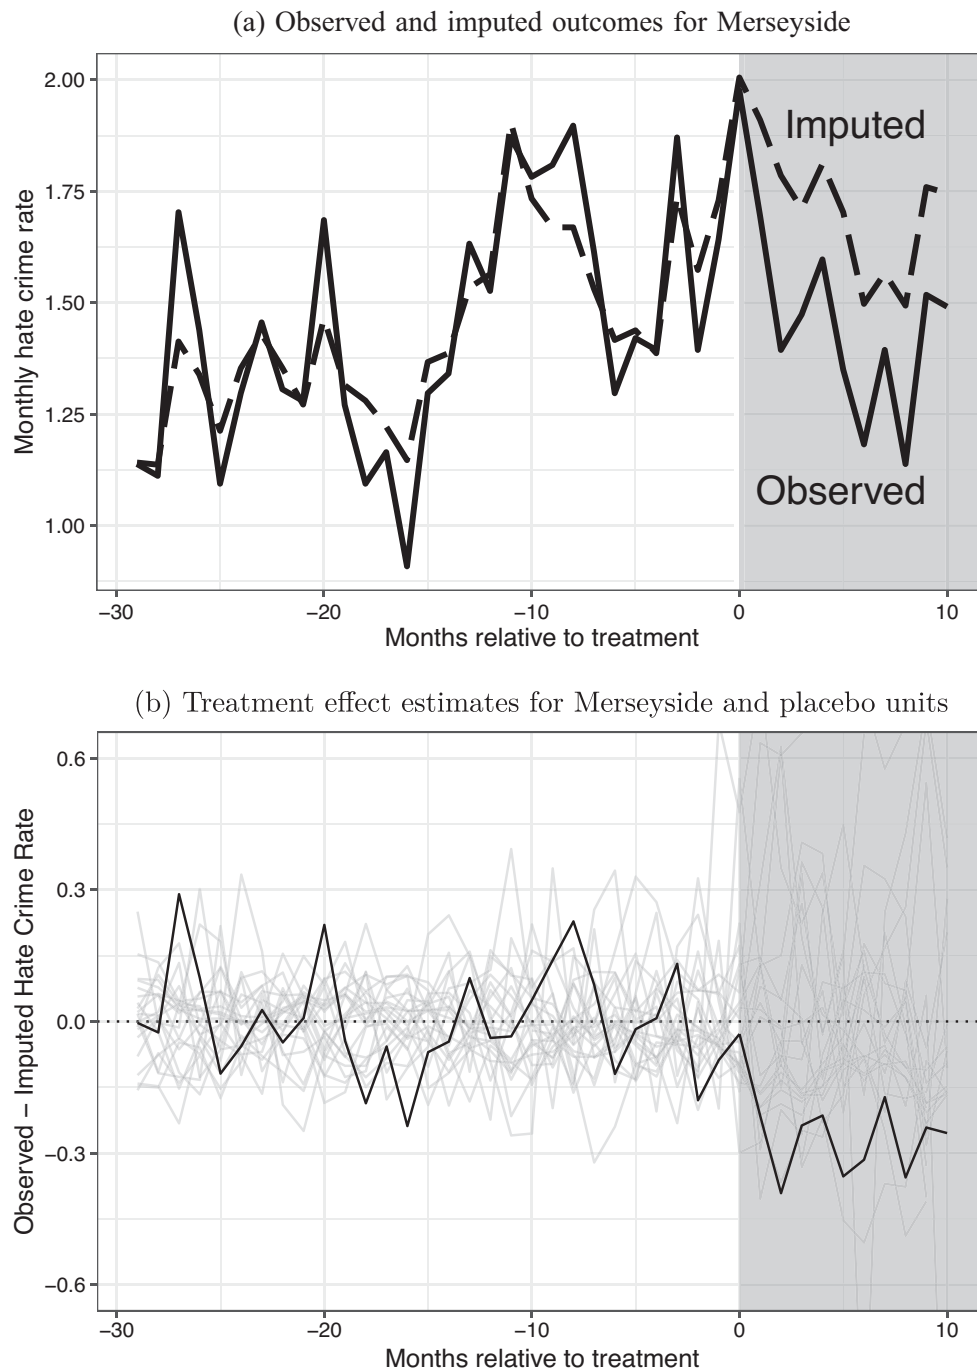 (a) Observed and imputed outcomes for Merseyside
Monthly hate crime rate
2.00
1.75
1.50
1.25
1.00
Imputed
Observed
−30
−20
−10
0
10
Months relative to treatment
(b) Treatment effect estimates for Merseyside and placebo units
Observed − Imputed Hate Crime Rate
0.6
0.3
0.0
−0.3
−0.6
−30
−20
−10
0
10
Months relative to treatment